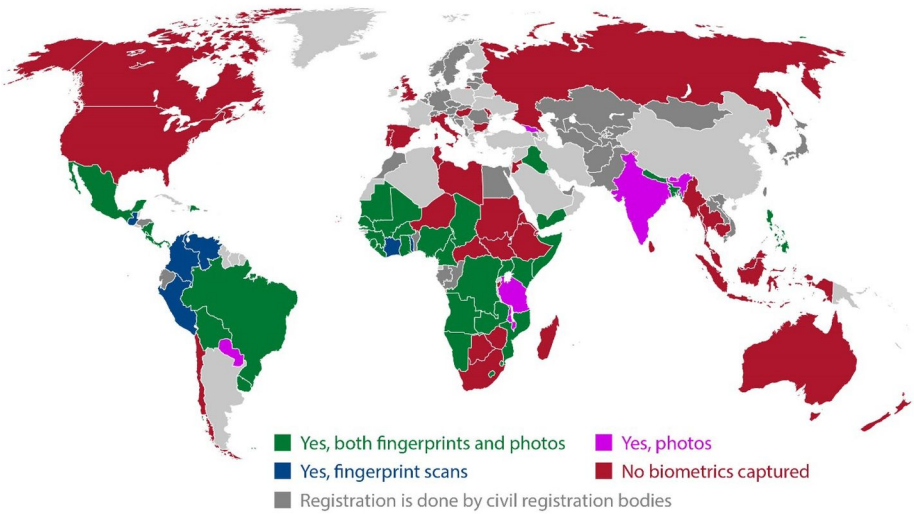 Yes, both fingerprints and photos
Yes, photos
Yes, fingerprint scans
No biometrics captured
Registration is done by civil registration bodies